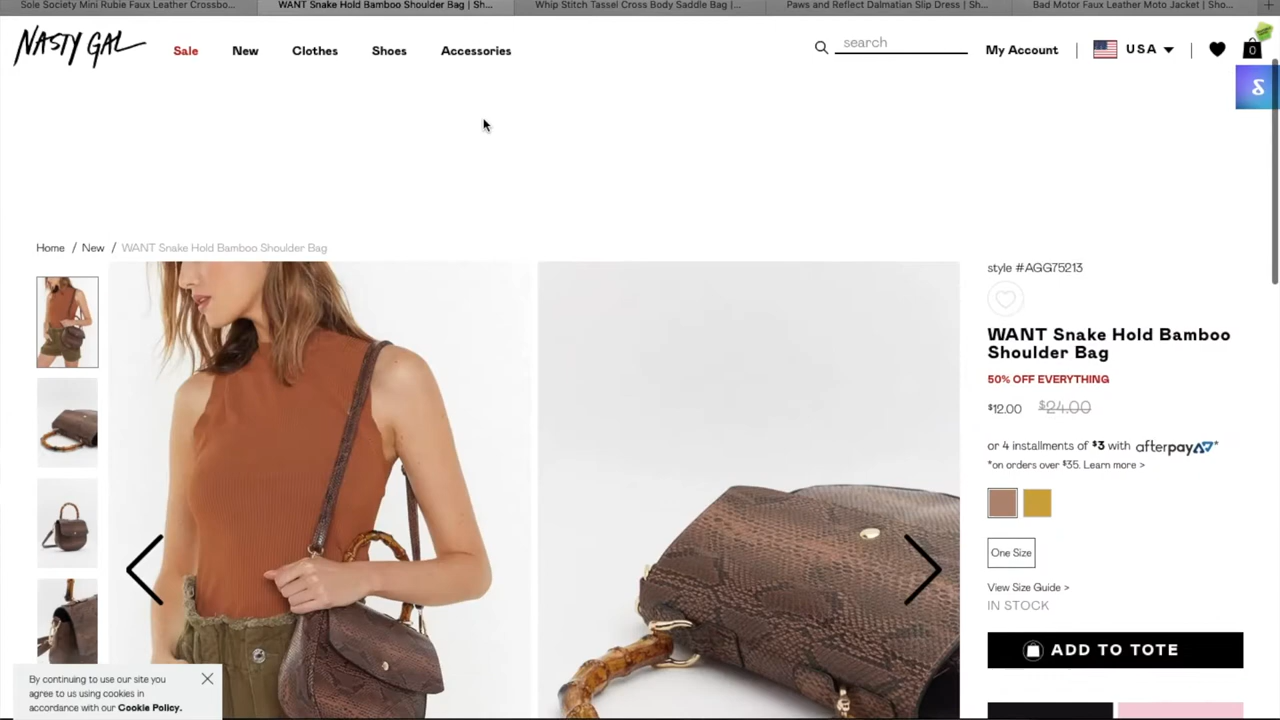 Sole Society Mini Rubie Faux Leather Crossbo...
WANT Snake Hold Bamboo Shoulder Bag | Sh...
Whip Stitch Tassel Cross Body Saddle Bag |...
Paws and Reflect Dalmatian Slip Dress | Sh...
Bad Motor Faux Leather Moto Jacket | Sho...
NASTY GAL
Sale
New
Clothes
Shoes
Accessories
search
My Account
USA
0
Home / New / WANT Snake Hold Bamboo Shoulder Bag
style #AGG75213
WANT Snake Hold Bamboo
Shoulder Bag
50% OFF EVERYTHING
$12.00 $24.00
or 4 installments of $3 with afterpay*
*on orders over $35. Learn more >
One Size
View Size Guide >
IN STOCK
ADD TO TOTE
By continuing to use our site you
agree to us using cookies in
accordance with our Cookie Policy.